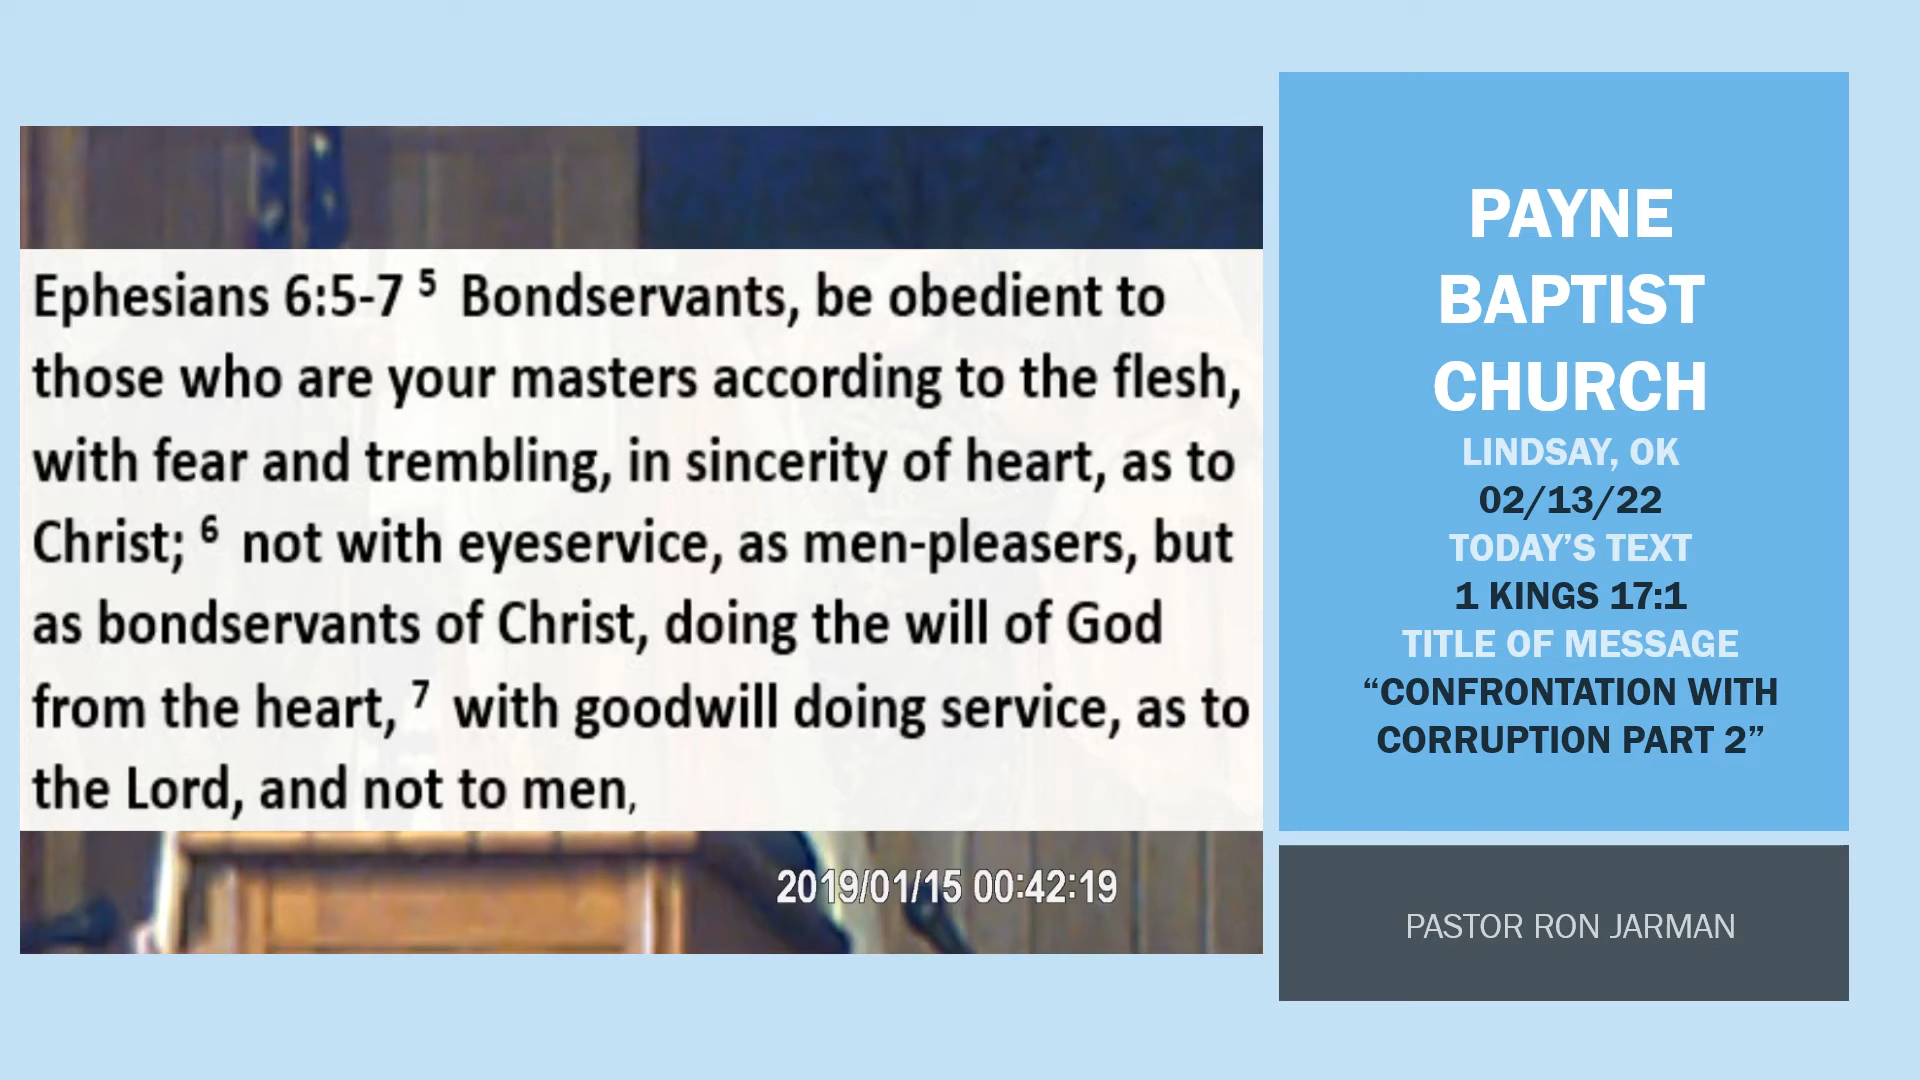 Ephesians 6:5-7 ⁵ Bondservants, be obedient to
those who are your masters according to the flesh,
with fear and trembling, in sincerity of heart, as to
Christ; ⁶ not with eyeservice, as men-pleasers, but
as bondservants of Christ, doing the will of God
from the heart, ⁷ with goodwill doing service, as to
the Lord, and not to men,
2019/01/15 00:42:19
PAYNE
BAPTIST
CHURCH
LINDSAY, OK
02/13/22
TODAY’S TEXT
1 KINGS 17:1
TITLE OF MESSAGE
“CONFRONTATION WITH
CORRUPTION PART 2”
PASTOR RON JARMAN